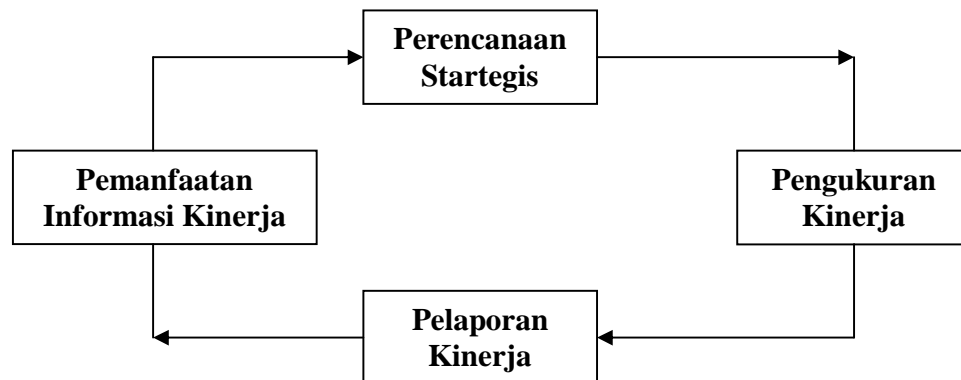 Perencanaan
Startegis
Pemanfaatan
Informasi Kinerja
Pengukuran
Kinerja
Pelaporan
Kinerja